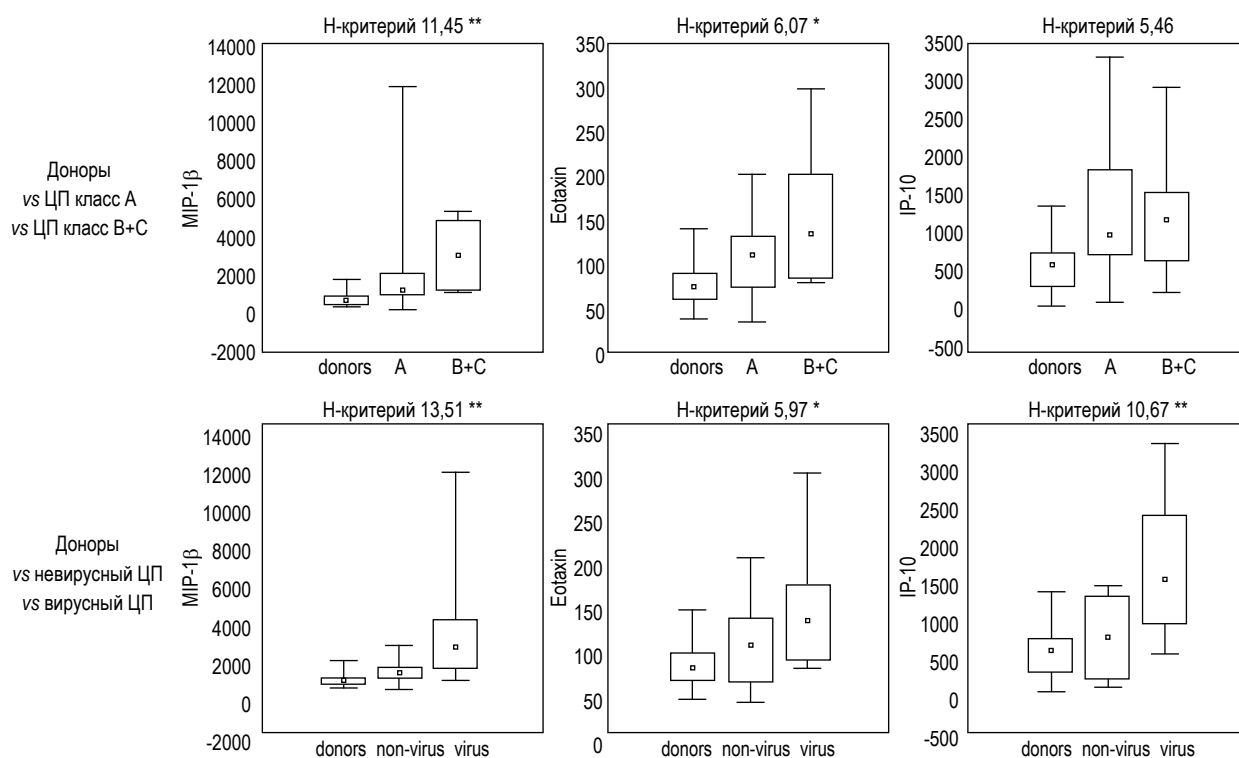 Н-критерий 11,45 **
Н-критерий 6,07 *
Н-критерий 5,46
Доноры
vs ЦП класс А
vs ЦП класс В+С
MIP-1β
14000
12000
10000
8000
6000
4000
2000
0
-2000
donors A B+C
Eotaxin
350
300
250
200
150
100
50
0
donors A B+C
IP-10
3500
3000
2500
2000
1500
1000
500
0
-500
donors A B+C
Н-критерий 13,51 **
Н-критерий 5,97 *
Н-критерий 10,67 **
Доноры
vs невирусный ЦП
vs вирусный ЦП
MIP-1β
14000
12000
10000
8000
6000
4000
2000
0
-2000
donors non-virus virus
Eotaxin
350
300
250
200
150
100
50
0
donors non-virus virus
IP-10
3500
3000
2500
2000
1500
1000
500
0
-500
donors non-virus virus